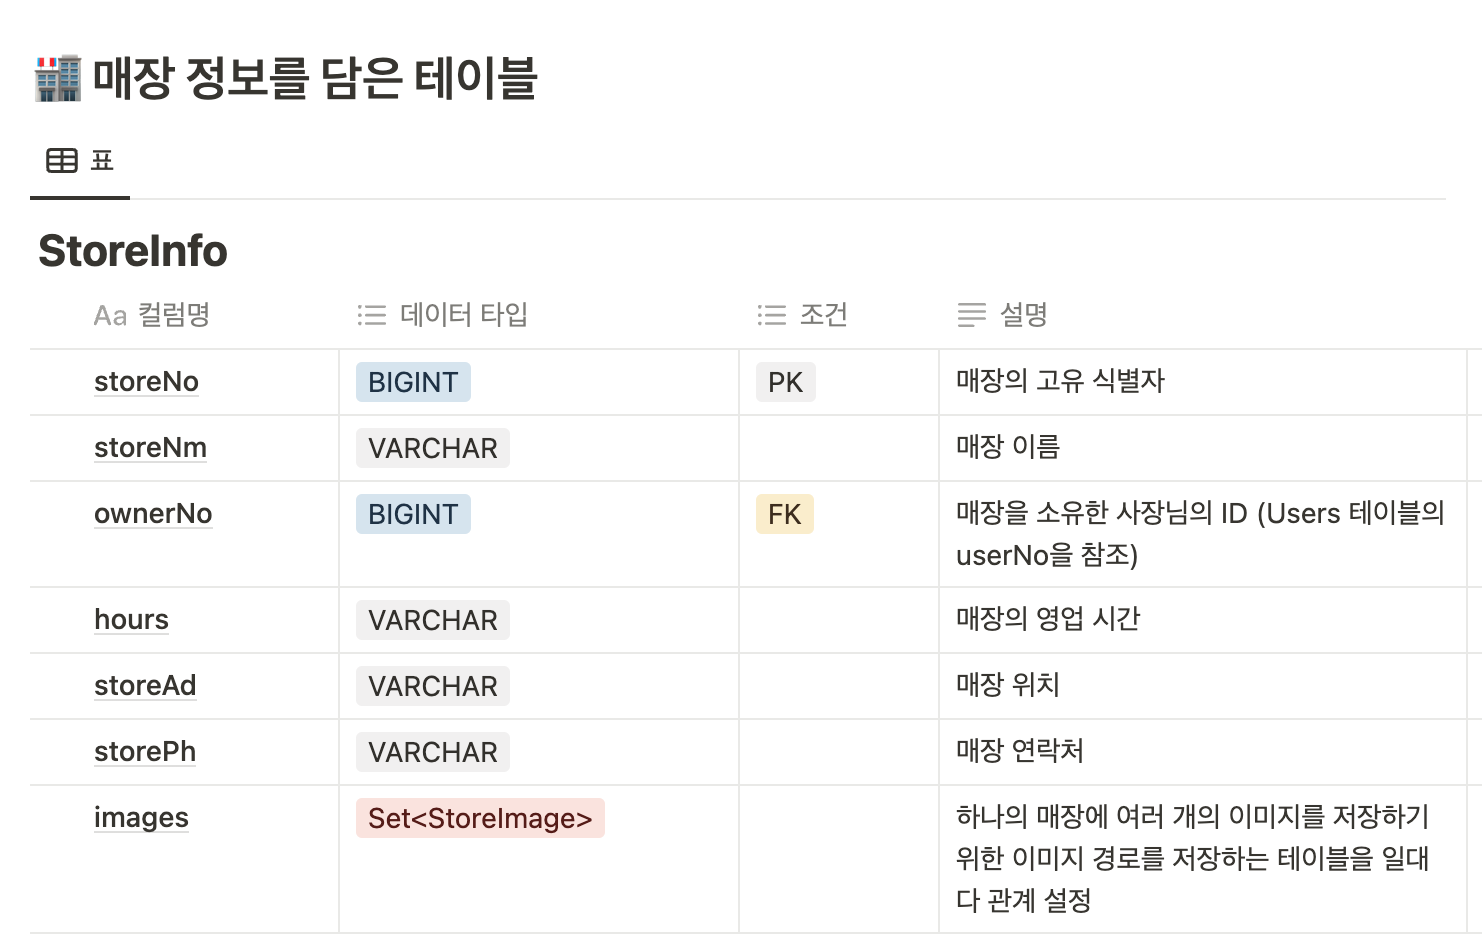 매장 정보를 담은 테이블
표
StoreInfo
Aa 컬럼명 데이터 타입 조건 설명
storeNo BIGINT PK 매장의 고유 식별자
storeNm VARCHAR 매장 이름
ownerNo BIGINT FK 매장을 소유한 사장님의 ID (Users 테이블의
userNo을 참조)
hours VARCHAR 매장의 영업 시간
storeAd VARCHAR 매장 위치
storePh VARCHAR 매장 연락처
images Set<StoreImage> 하나의 매장에 여러 개의 이미지를 저장하기
위한 이미지 경로를 저장하는 테이블을 일대
다 관계 설정